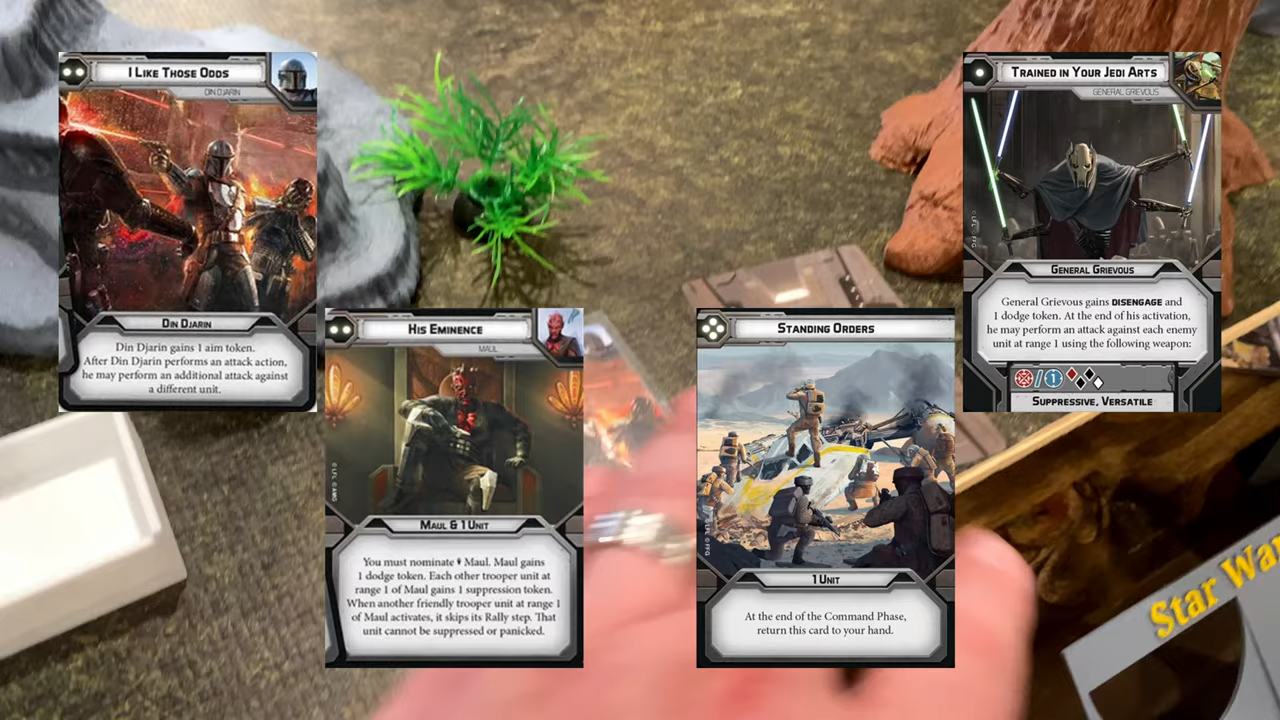 I Like Those Odds
Din Djarin
Din Djarin
Din Djarin gains 1 aim token.
After Din Djarin performs an attack action,
he may perform an additional attack against
a different unit.
His Eminence
Maul
©LFL ©AMG
Maul & 1 Unit
You must nominate Maul. Maul gains
1 dodge token. Each other trooper unit at
range 1 of Maul gains 1 suppression token.
When another friendly trooper unit at range 1
of Maul activates, it skips its Rally step. That
unit cannot be suppressed or panicked.
Standing Orders
©LFL ©FFG
1 Unit
At the end of the Command Phase,
return this card to your hand.
Trained in Your Jedi Arts
General Grievous
©LFL ©FFG
General Grievous
General Grievous gains DISENGAGE and
1 dodge token. At the end of his activation,
he may perform an attack against each enemy
unit at range 1 using the following weapon:
/ 1
Suppressive, Versatile
Star